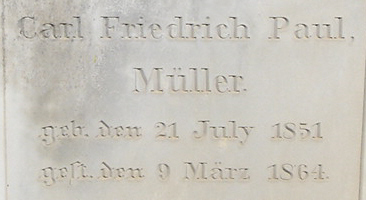 Carl Friedrich Paul,
Müller.
geb. den 21 July 1851
gest. den 9 März 1864.